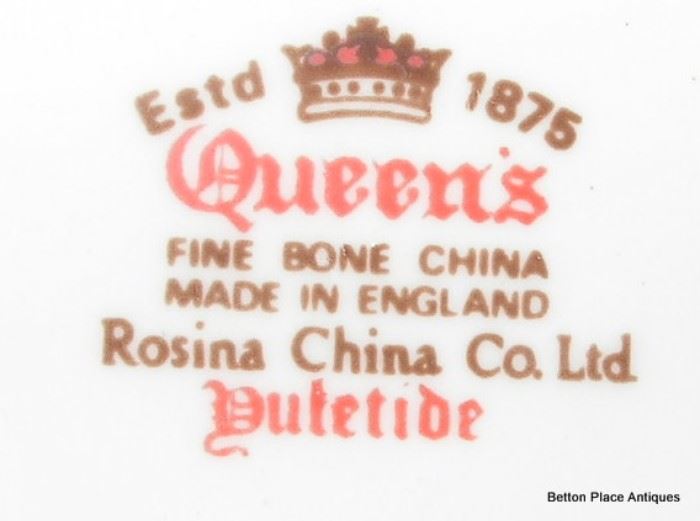 Estd 1875
Queen's
FINE BONE CHINA
MADE IN ENGLAND
Rosina China Co. Ltd
Yuletide
Betton Place Antiques